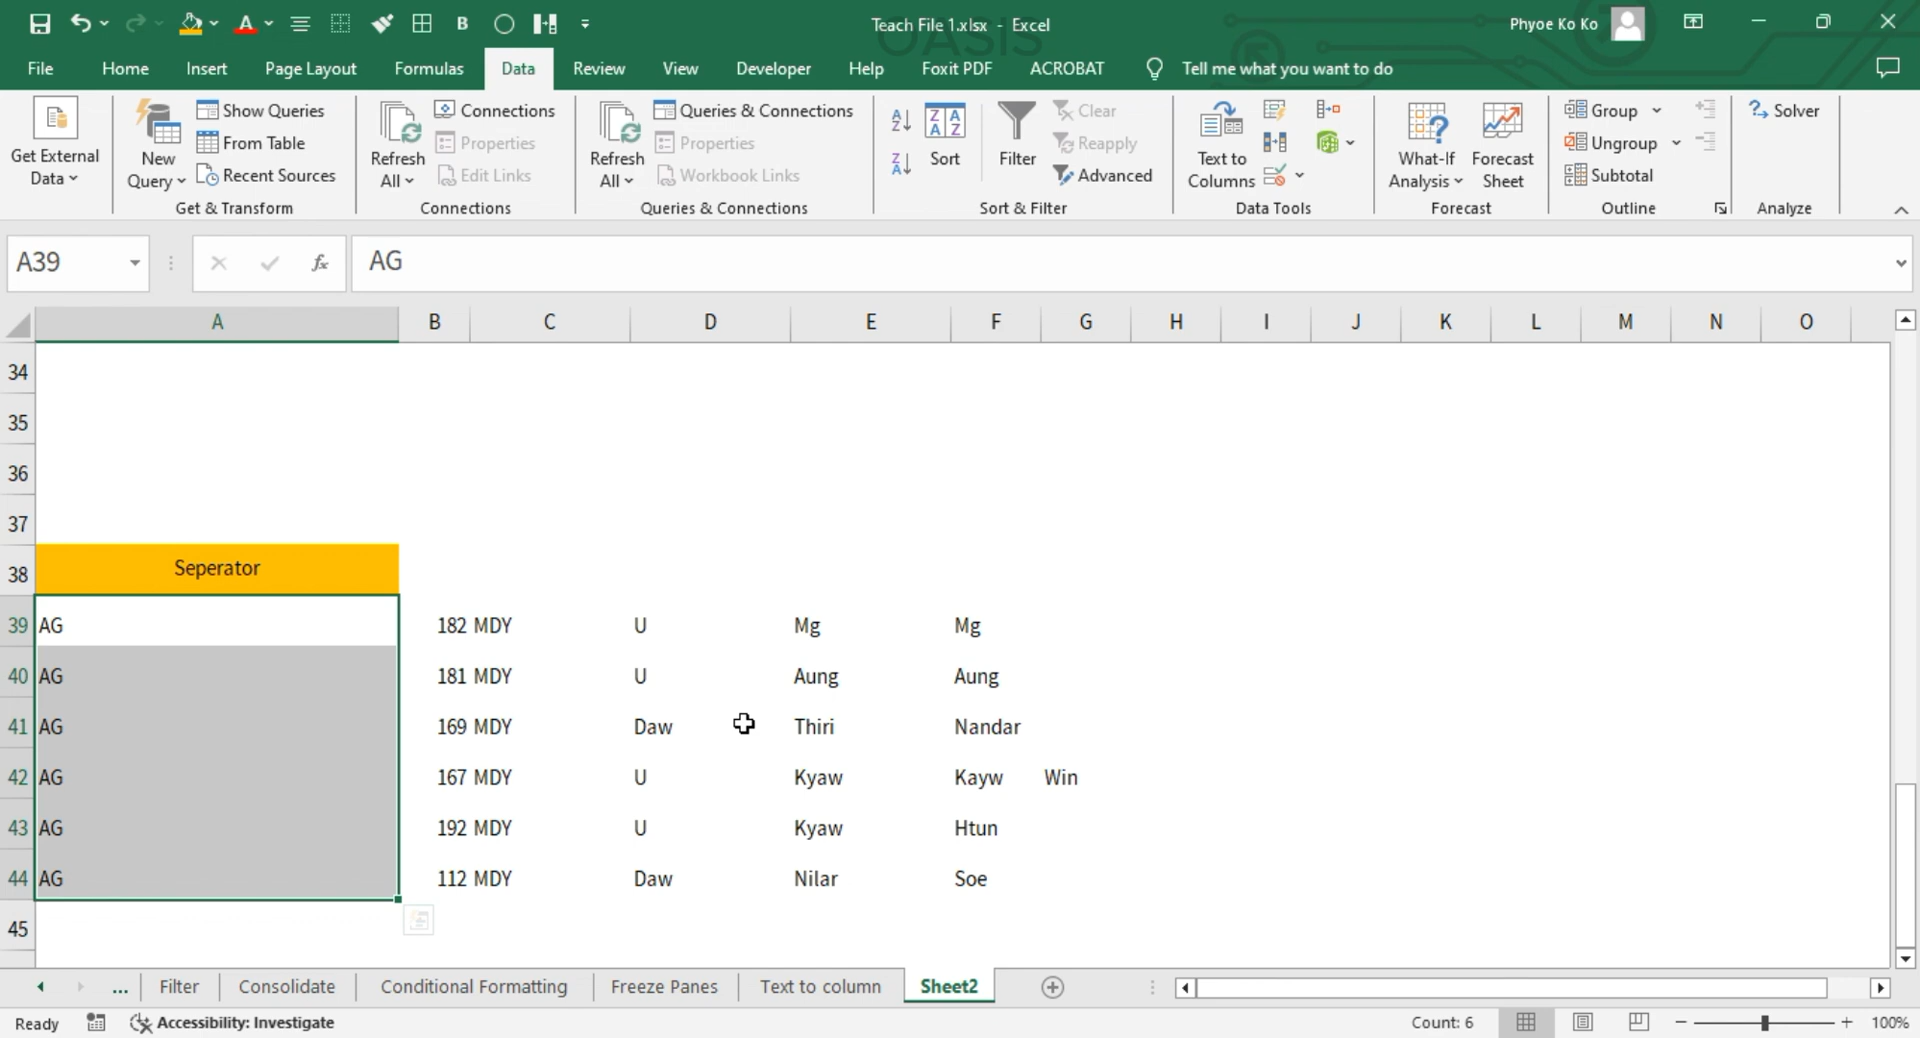 Teach File 1.xlsx - Excel
Phyoe Ko Ko
OASIS
File Home Insert Page Layout Formulas Data Review View Developer Help Foxit PDF ACROBAT Tell me what you want to do
Get External Data
New Query
Show Queries
From Table
Recent Sources
Get & Transform
Refresh All
Connections
Properties
Edit Links
Connections
Refresh All
Queries & Connections
Properties
Workbook Links
Queries & Connections
Sort
Filter
Clear
Reapply
Advanced
Sort & Filter
Text to Columns
Data Tools
What-If Analysis
Forecast Sheet
Forecast
Group
Ungroup
Subtotal
Outline
Solver
Analyze
A39 fx AG
A B C D E F G H I J K L M N O
34
35
36
37
38 Seperator
39 AG 182 MDY U Mg Mg
40 AG 181 MDY U Aung Aung
41 AG 169 MDY Daw Thiri Nandar
42 AG 167 MDY U Kyaw Kayw Win
43 AG 192 MDY U Kyaw Htun
44 AG 112 MDY Daw Nilar Soe
45
... Filter Consolidate Conditional Formatting Freeze Panes Text to column Sheet2
Ready Accessibility: Investigate Count: 6 100%